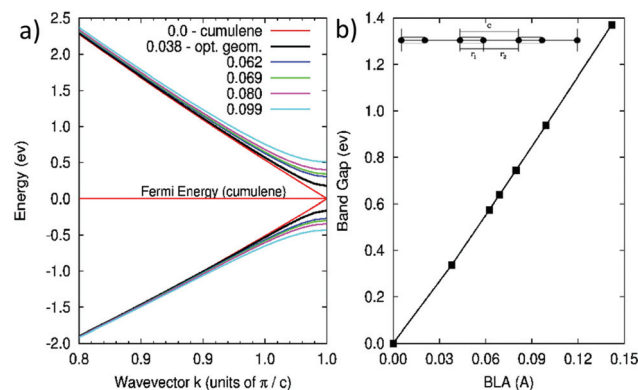 a)
0.0 - cumulene
0.038 - opt. geom.
0.062
0.069
0.080
0.099
Fermi Energy (cumulene)
Energy (ev)
2.5
2.0
1.5
1.0
0.5
0.0
-0.5
-1.0
-1.5
-2.0
0.8
0.9
0.9
1.0
1.0
Wavevector k (units of π / c)
b)
c
r1
r2
Band Gap (ev)
1.4
1.2
1.0
0.8
0.6
0.4
0.2
0.0
0.00
0.03
0.06
0.09
0.12
0.15
BLA (A)